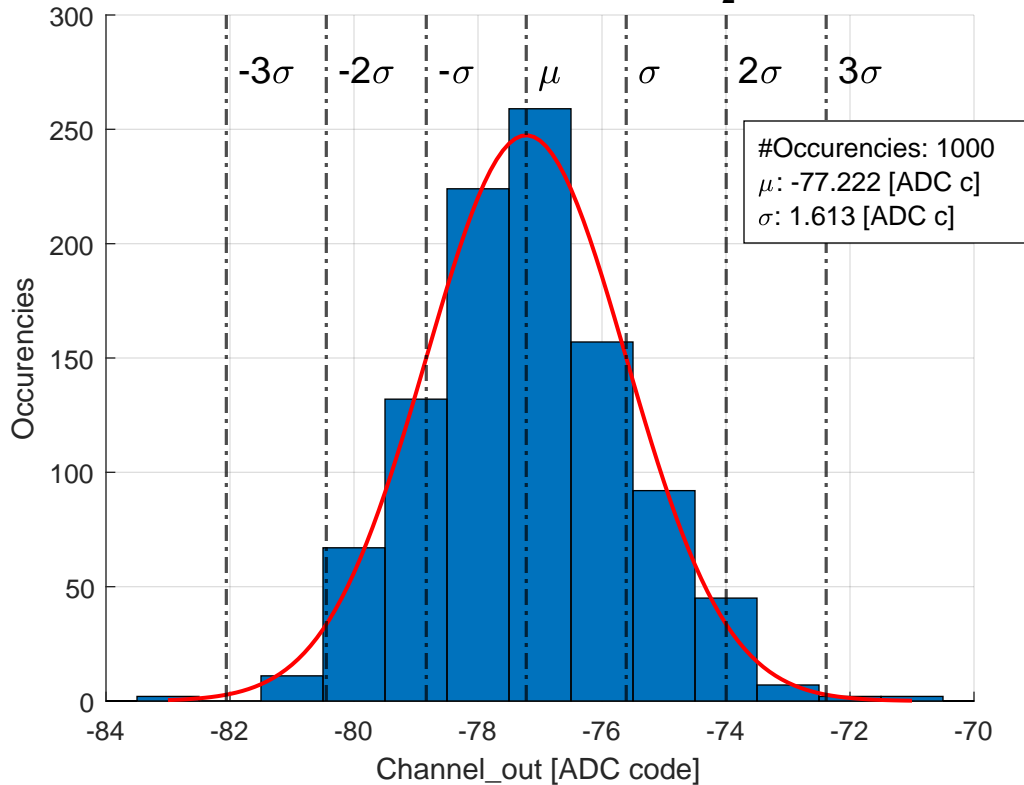 300
250
200
150
100
50
0
-3σ -2σ -σ μ σ 2σ 3σ
#Occurencies: 1000
μ: -77.222 [ADC c]
σ: 1.613 [ADC c]
Occurencies
-84 -82 -80 -78 -76 -74 -72 -70
Channel_out [ADC code]